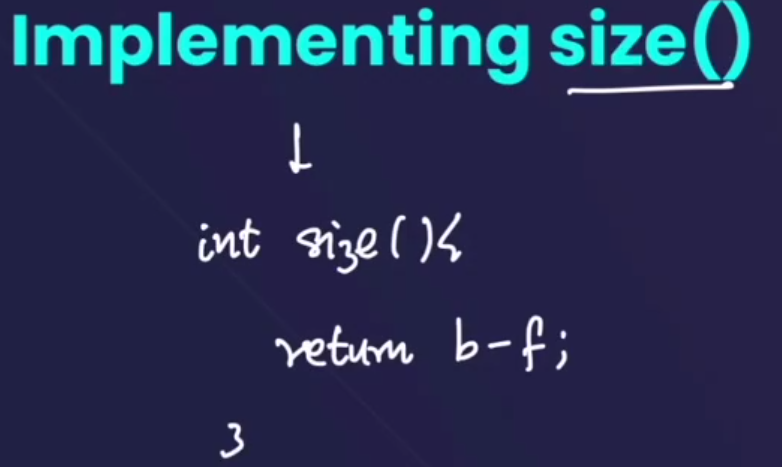 Implementing size()
int size(){
return b-f;
}